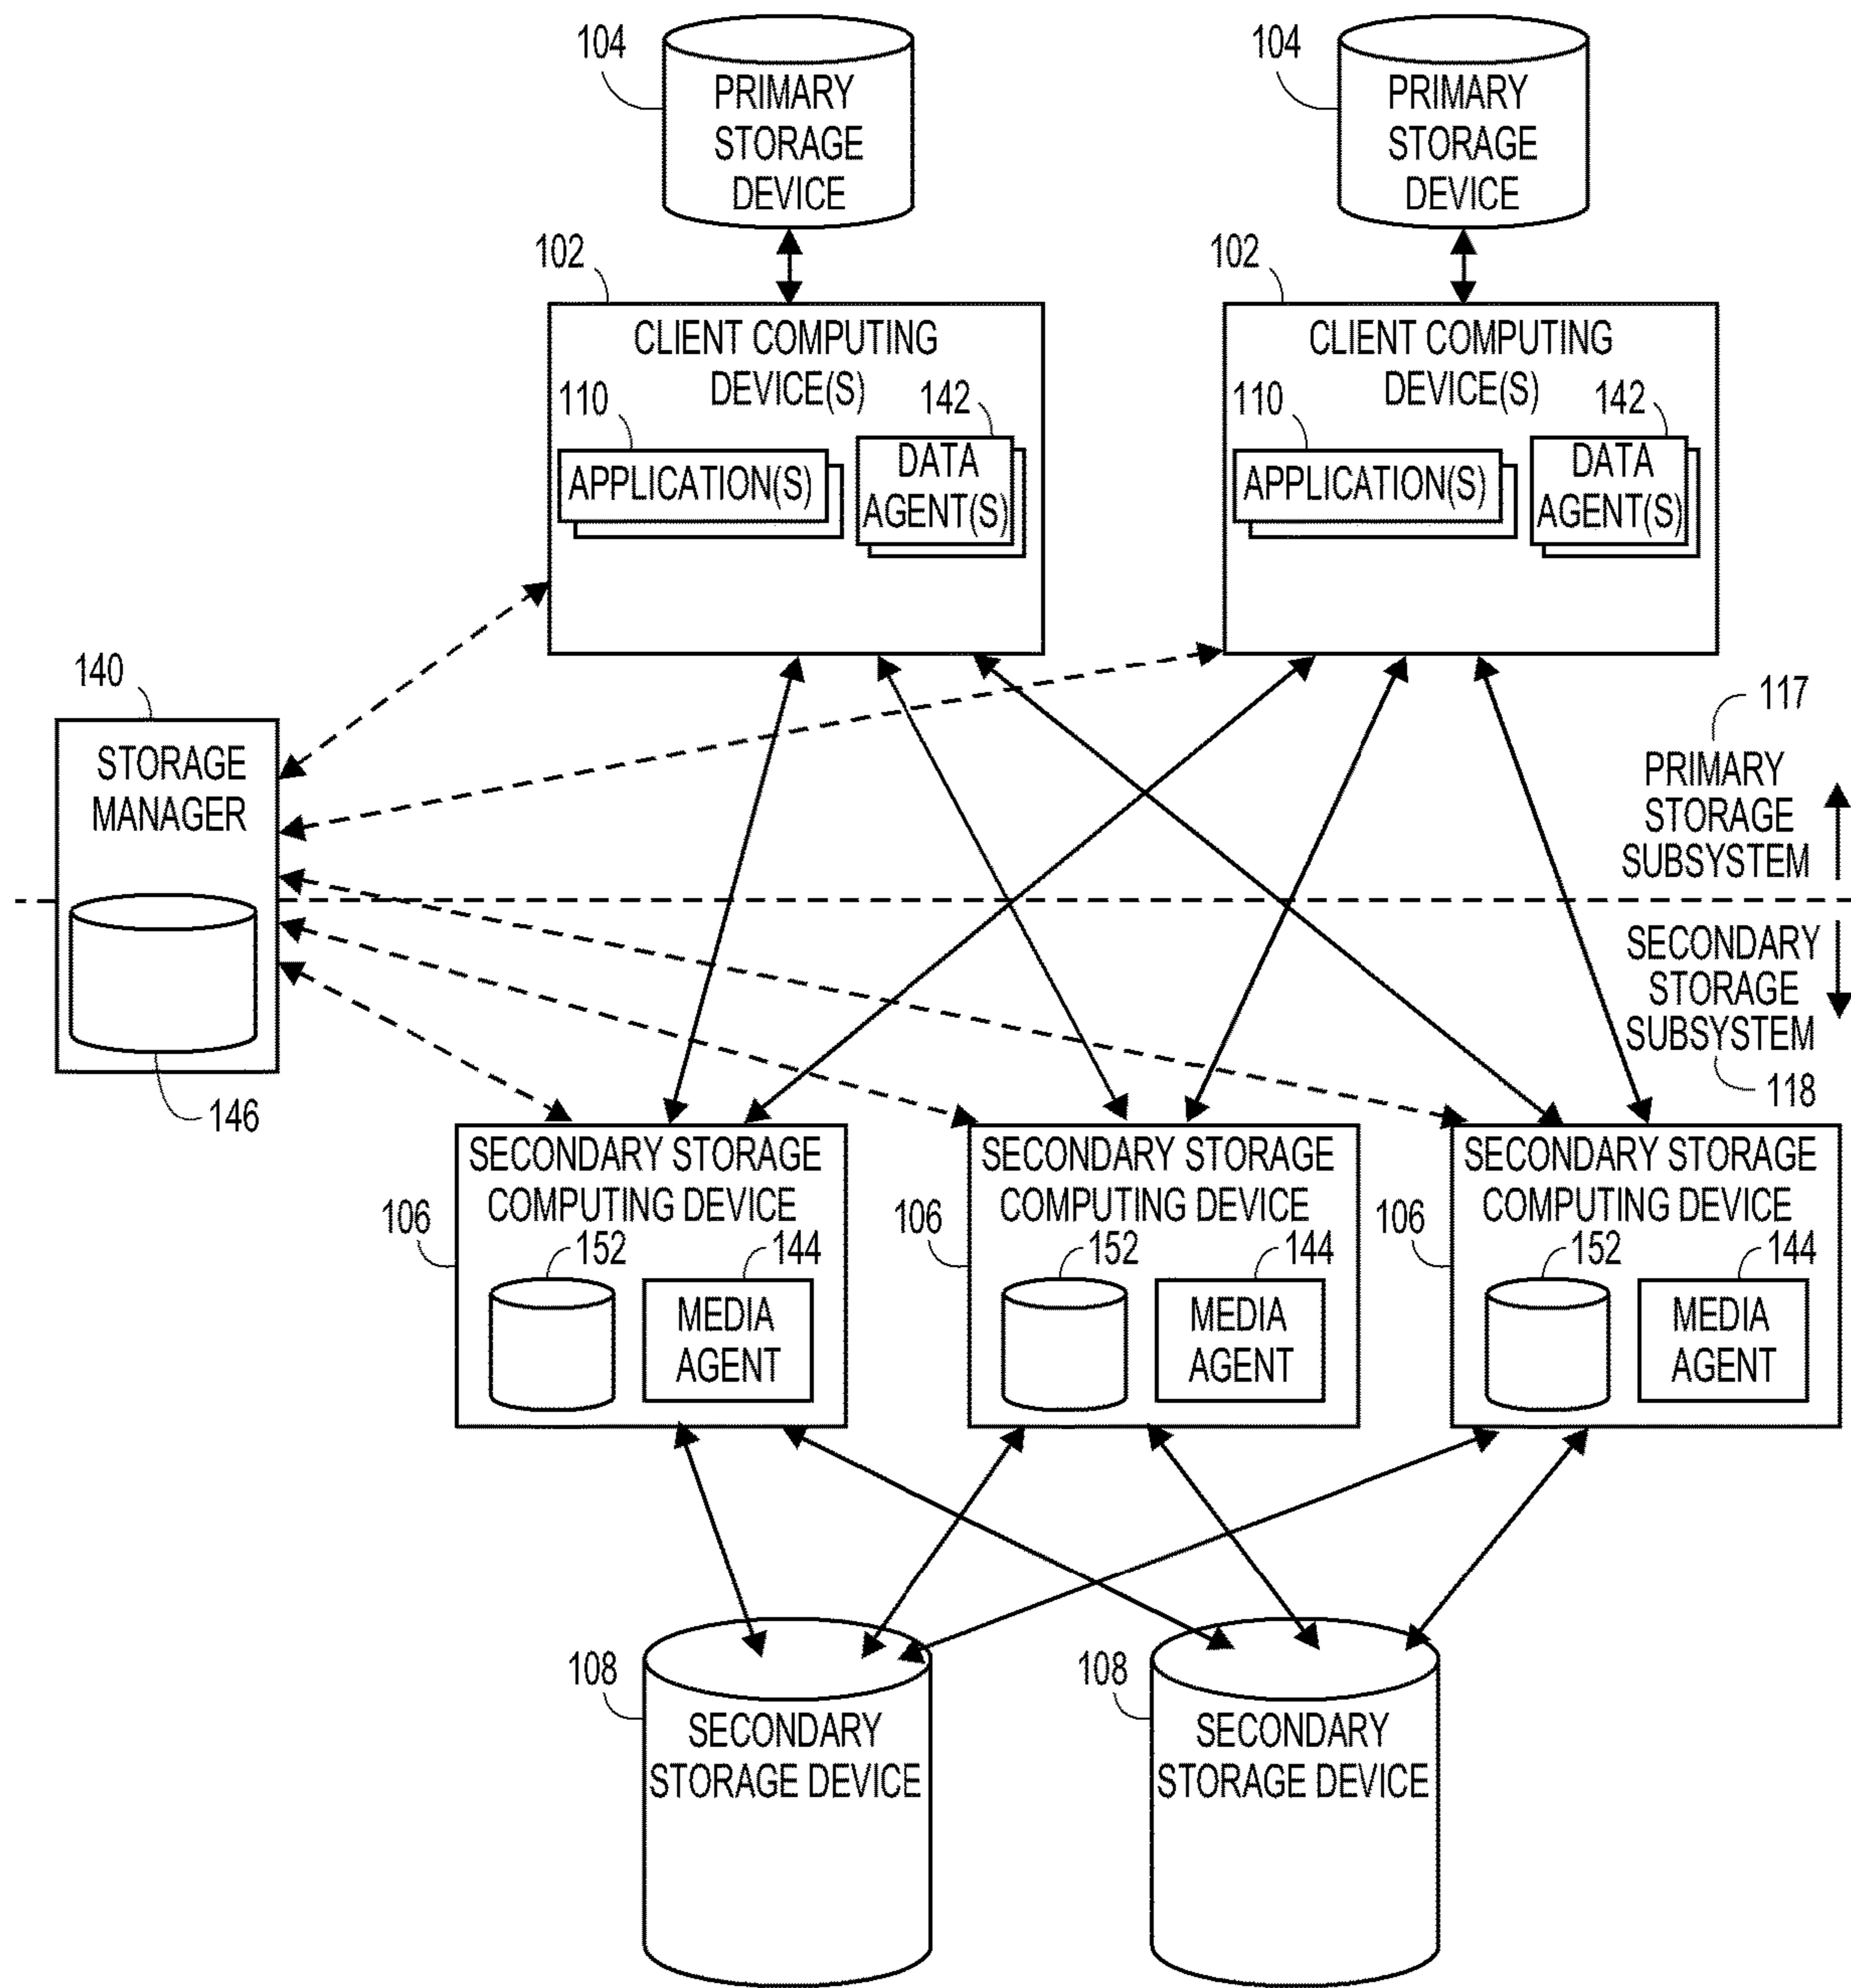 104
PRIMARY
STORAGE
DEVICE
104
PRIMARY
STORAGE
DEVICE
102
CLIENT COMPUTING
DEVICE(S)
110
142
APPLICATION(S)
DATA
AGENT(S)
102
CLIENT COMPUTING
DEVICE(S)
110
142
APPLICATION(S)
DATA
AGENT(S)
140
STORAGE
MANAGER
146
117
PRIMARY
STORAGE
SUBSYSTEM
SECONDARY
STORAGE
SUBSYSTEM
118
SECONDARY STORAGE
COMPUTING DEVICE
106
152
144
MEDIA
AGENT
SECONDARY STORAGE
COMPUTING DEVICE
106
152
144
MEDIA
AGENT
SECONDARY STORAGE
COMPUTING DEVICE
106
152
144
MEDIA
AGENT
108
SECONDARY
STORAGE DEVICE
108
SECONDARY
STORAGE DEVICE